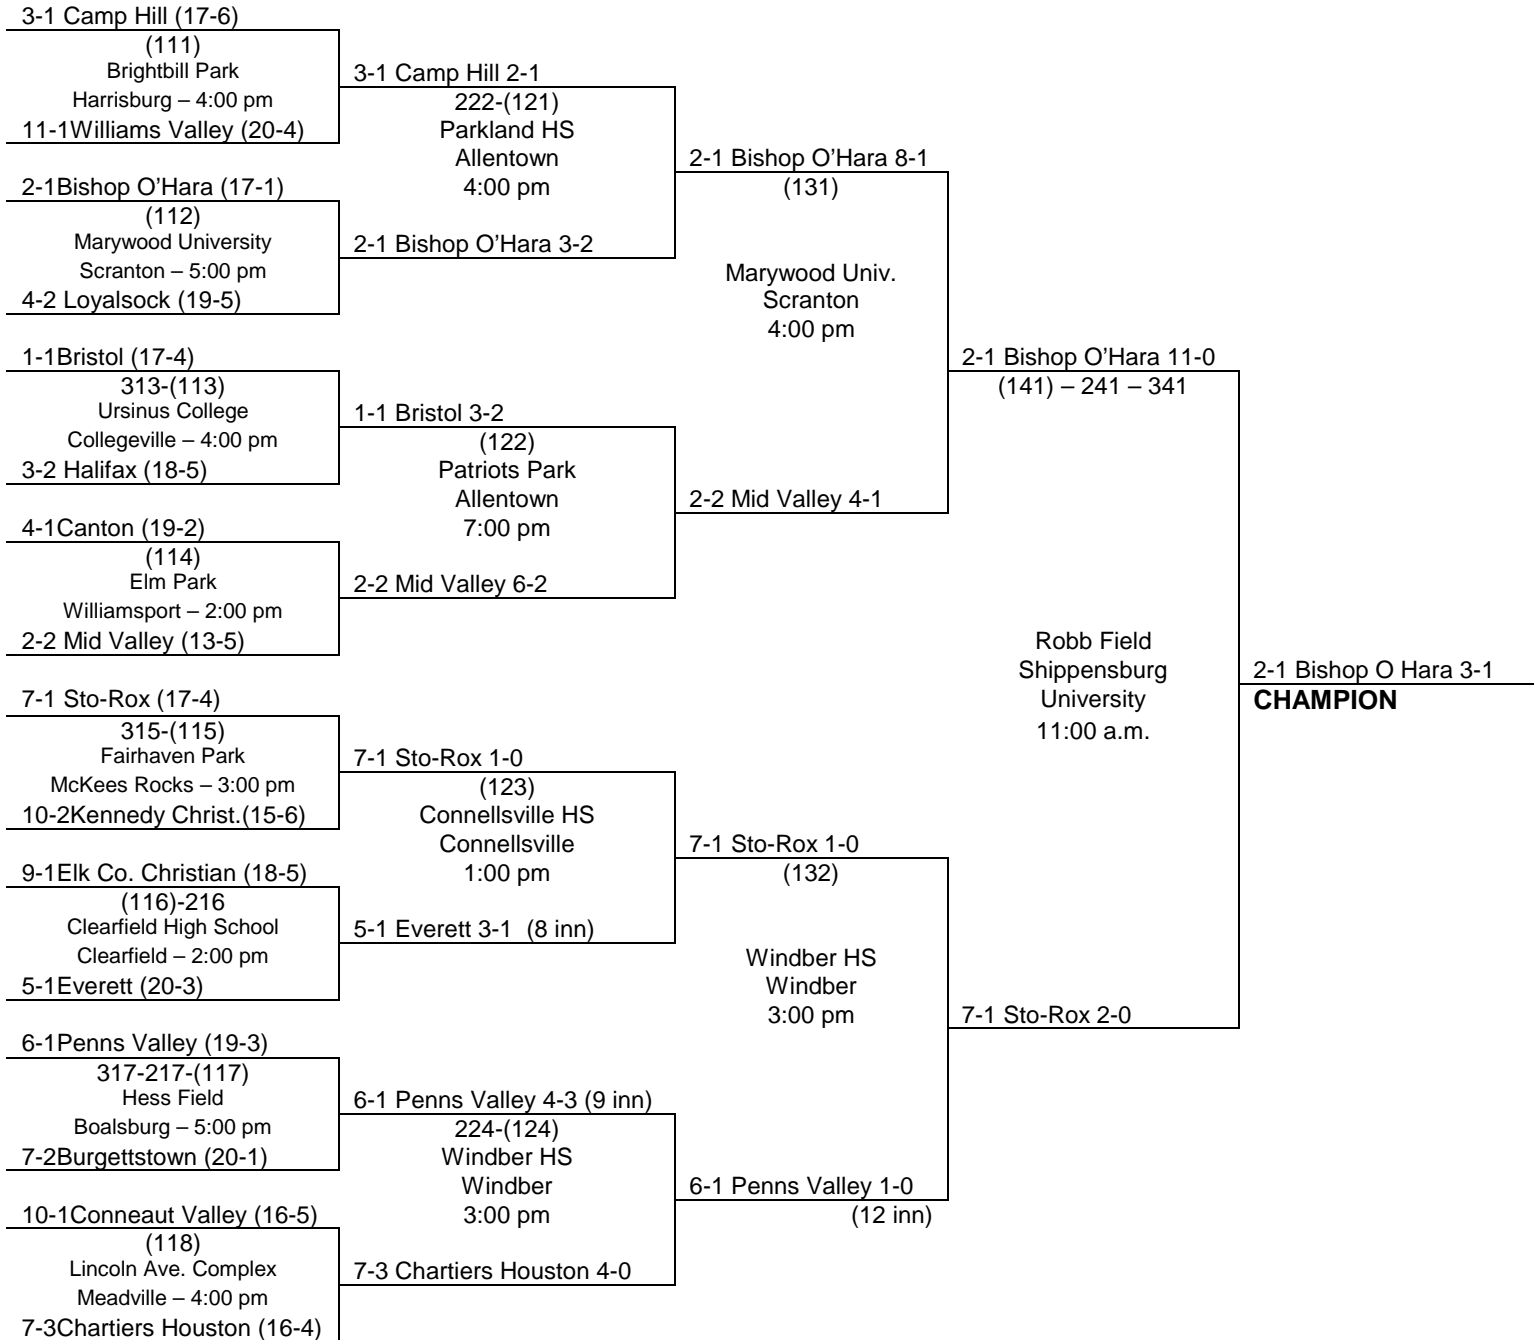 3-1 Camp Hill (17-6)
(111)
Brightbill Park
Harrisburg – 4:00 pm
11-1Williams Valley (20-4)
2-1Bishop O’Hara (17-1)
(112)
Marywood University
Scranton – 5:00 pm
4-2 Loyalsock (19-5)
1-1Bristol (17-4)
313-(113)
Ursinus College
Collegeville – 4:00 pm
3-2 Halifax (18-5)
4-1Canton (19-2)
(114)
Elm Park
Williamsport – 2:00 pm
2-2 Mid Valley (13-5)
7-1 Sto-Rox (17-4)
315-(115)
Fairhaven Park
McKees Rocks – 3:00 pm
10-2Kennedy Christ.(15-6)
9-1Elk Co. Christian (18-5)
(116)-216
Clearfield High School
Clearfield – 2:00 pm
5-1Everett (20-3)
6-1Penns Valley (19-3)
317-217-(117)
Hess Field
Boalsburg – 5:00 pm
7-2Burgettstown (20-1)
10-1Conneaut Valley (16-5)
(118)
Lincoln Ave. Complex
Meadville – 4:00 pm
7-3Chartiers Houston (16-4)
3-1 Camp Hill 2-1
222-(121)
Parkland HS
Allentown
4:00 pm
2-1 Bishop O’Hara 3-2
1-1 Bristol 3-2
(122)
Patriots Park
Allentown
7:00 pm
2-2 Mid Valley 6-2
7-1 Sto-Rox 1-0
(123)
Connellsville HS
Connellsville
1:00 pm
5-1 Everett 3-1 (8 inn)
6-1 Penns Valley 4-3 (9 inn)
224-(124)
Windber HS
Windber
3:00 pm
7-3 Chartiers Houston 4-0
2-1 Bishop O’Hara 8-1
(131)
Marywood Univ.
Scranton
4:00 pm
2-2 Mid Valley 4-1
7-1 Sto-Rox 1-0
(132)
Windber HS
Windber
3:00 pm
6-1 Penns Valley 1-0
(12 inn)
2-1 Bishop O’Hara 11-0
(141) – 241 – 341
Robb Field
Shippensburg
University
11:00 a.m.
7-1 Sto-Rox 2-0
2-1 Bishop O Hara 3-1
CHAMPION